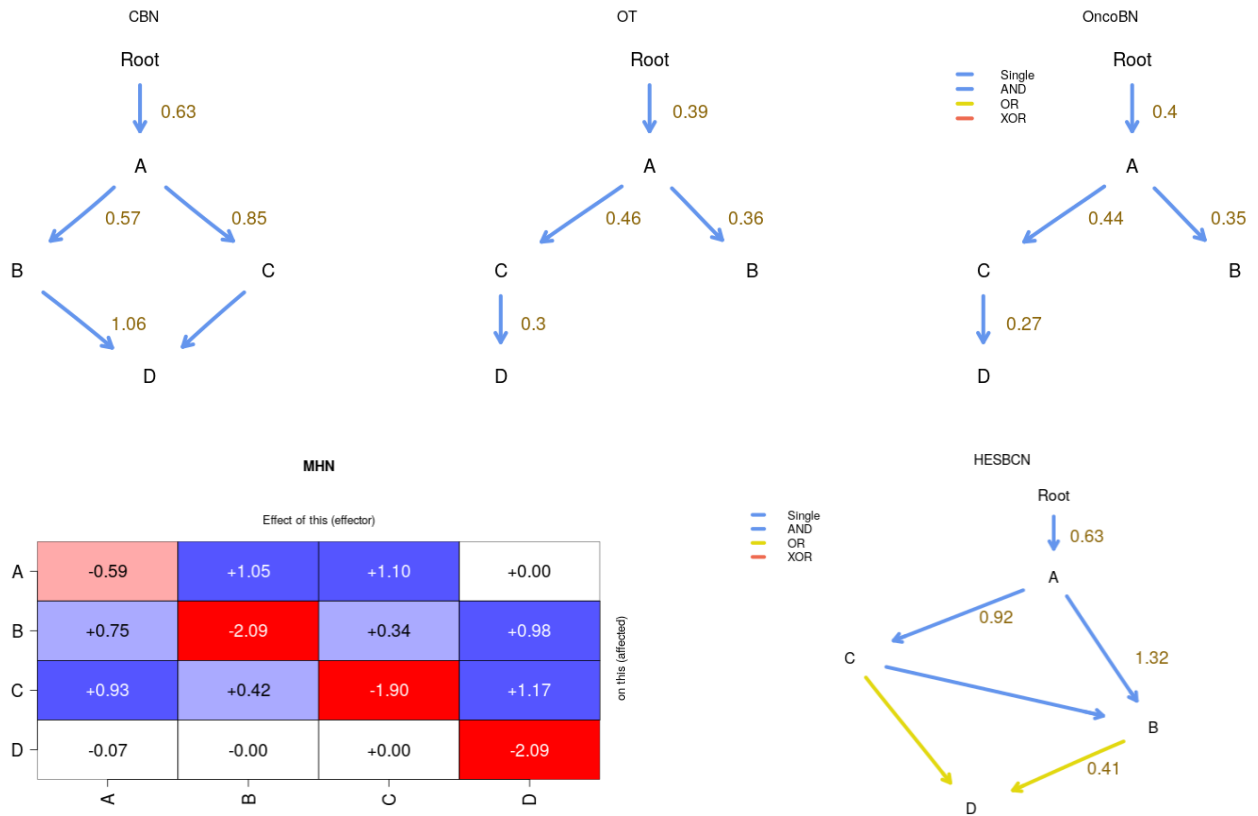 CBN
Root
0.63
A
0.57
0.85
B
C
1.06
D
OT
Root
0.39
A
0.46
0.36
C
B
0.3
D
OncoBN
Single
AND
OR
XOR
Root
0.4
A
0.44
0.35
C
B
0.27
D
MHN
Effect of this (effector)
A -0.59 +1.05 +1.10 +0.00
B +0.75 -2.09 +0.34 +0.98
C +0.93 +0.42 -1.90 +1.17
D -0.07 -0.00 +0.00 -2.09
A B C D
on this (affected)
HESBCN
Single
AND
OR
XOR
Root
0.63
A
0.92
C
1.32
B
0.41
D